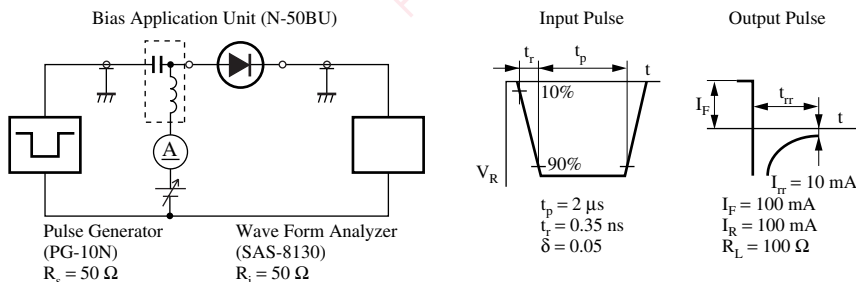 Bias Application Unit (N-50BU)
A
Pulse Generator
(PG-10N)
R_s = 50 Ω
Wave Form Analyzer
(SAS-8130)
R_i = 50 Ω
Input Pulse
t_r
t_p
t
10%
90%
V_R
t_p = 2 μs
t_r = 0.35 ns
δ = 0.05
Output Pulse
I_F
t_rr
t
I_rr = 10 mA
I_F = 100 mA
I_R = 100 mA
R_L = 100 Ω